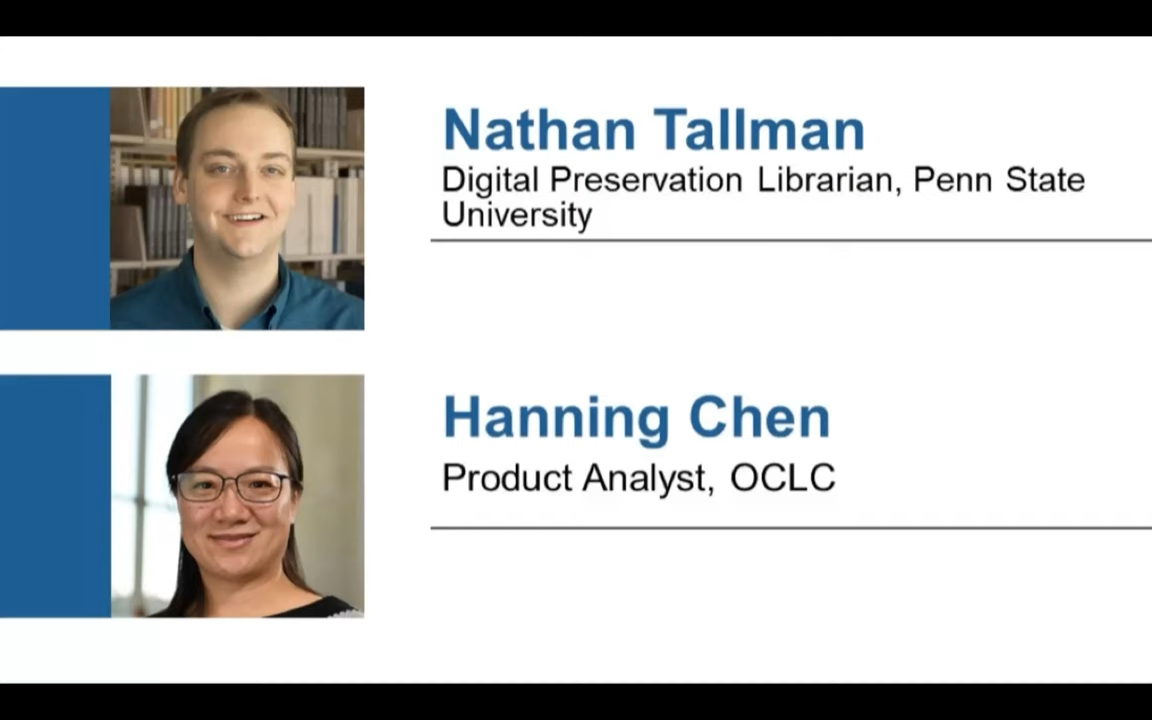 Nathan Tallman
Digital Preservation Librarian, Penn State
University
Hanning Chen
Product Analyst, OCLC